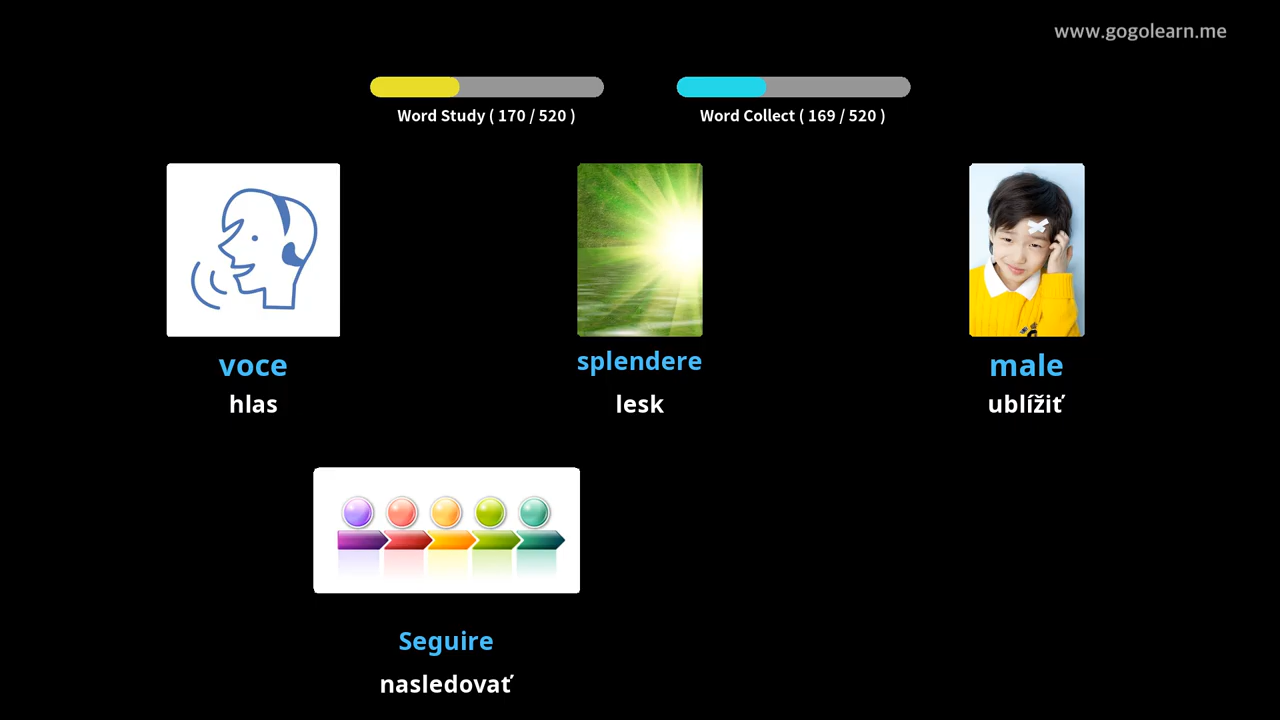 www.gogolearn.me
Word Study ( 170 / 520 )
Word Collect ( 169 / 520 )
voce
hlas
splendere
lesk
male
ublížiť
Seguire
nasledovať